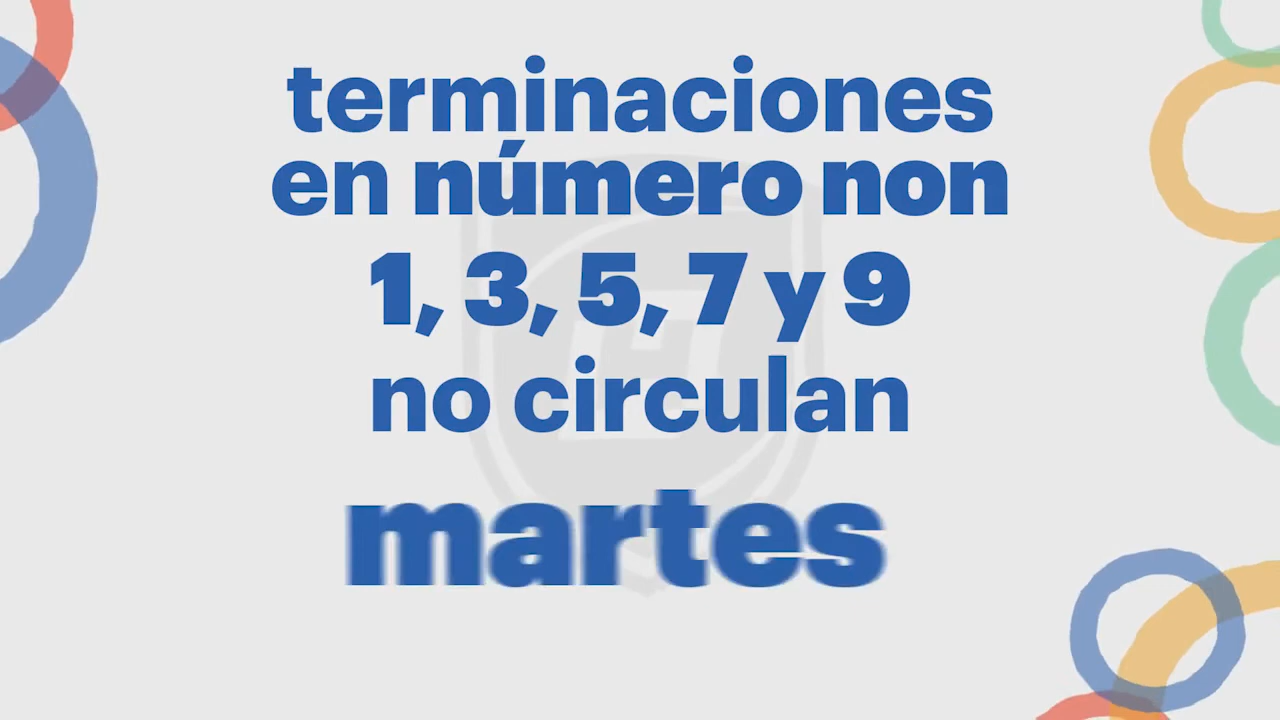 terminaciones
en número non
1, 3, 5, 7 y 9
no circulan
martes